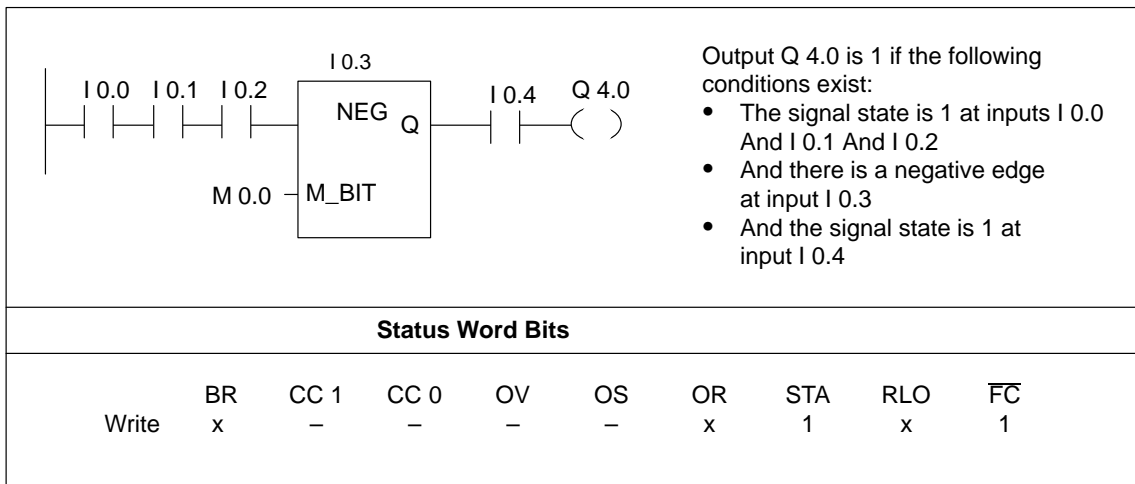 I 0.3
I 0.0 I 0.1 I 0.2
NEG
Q
I 0.4 Q 4.0
M 0.0
M_BIT
Output Q 4.0 is 1 if the following
conditions exist:
• The signal state is 1 at inputs I 0.0
And I 0.1 And I 0.2
• And there is a negative edge
at input I 0.3
• And the signal state is 1 at
input I 0.4
Status Word Bits
BR CC 1 CC 0 OV OS OR STA RLO F̅C̅
Write x – – – – x 1 x 1